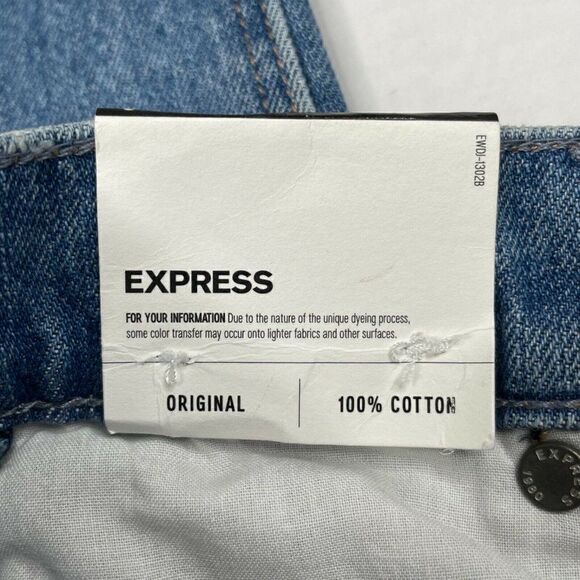 EWDJ-1302B
EXPRESS
FOR YOUR INFORMATION Due to the nature of the unique dyeing process,
some color transfer may occur onto lighter fabrics and other surfaces.
ORIGINAL
100% COTTON
EXPRESS
1980